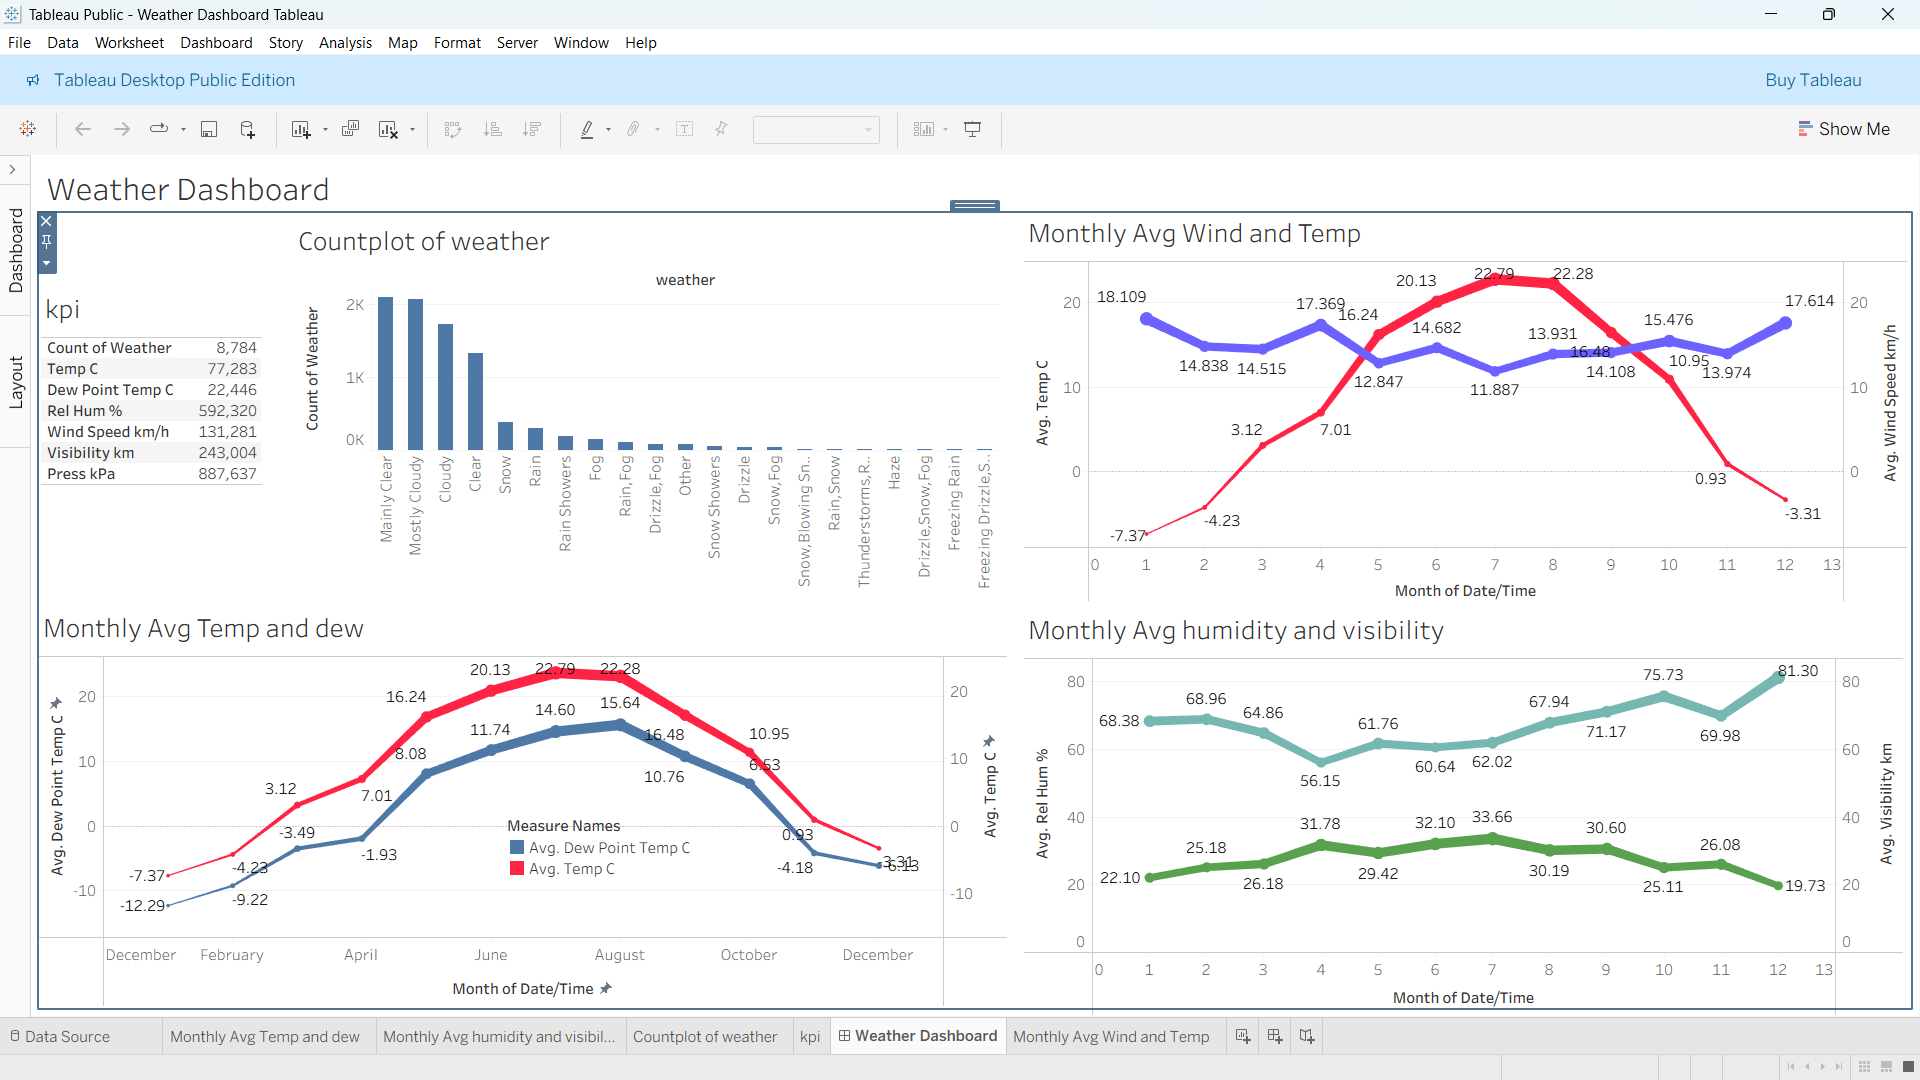 Tableau Public - Weather Dashboard Tableau
File Data Worksheet Dashboard Story Analysis Map Format Server Window Help
Tableau Desktop Public Edition Buy Tableau
Show Me
Dashboard
Layout
Weather Dashboard
kpi
Count of Weather 8,784
Temp C 77,283
Dew Point Temp C 22,446
Rel Hum % 592,320
Wind Speed km/h 131,281
Visibility km 243,004
Press kPa 887,637
Countplot of weather
weather
Count of Weather
2K
1K
0K
Mainly Clear
Mostly Cloudy
Cloudy
Clear
Snow
Rain
Rain Showers
Fog
Rain,Fog
Drizzle,Fog
Other
Snow Showers
Drizzle
Snow,Fog
Snow,Blowing Sn..
Rain,Snow
Thunderstorms,R..
Haze
Drizzle,Snow,Fog
Freezing Rain
Freezing Drizzle,S..
Monthly Avg Wind and Temp
Avg. Temp C
20
10
0
18.109 14.838 14.515 17.369 12.847 14.682 11.887 13.931 14.108 15.476 13.974 17.614
-7.37 -4.23 3.12 7.01 16.24 20.13 22.79 22.28 16.48 10.95 0.93 -3.31
20
10
0
Avg. Wind Speed km/h
0 1 2 3 4 5 6 7 8 9 10 11 12 13
Month of Date/Time
Monthly Avg Temp and dew
Avg. Dew Point Temp C
20
10
0
-10
-7.37 -4.23 3.12 7.01 16.24 20.13 22.79 22.28 16.48 10.95 0.93 -3.31
-12.29 -9.22 -3.49 -1.93 8.08 11.74 14.60 15.64 10.76 6.53 -4.18 -6.13
Measure Names
Avg. Dew Point Temp C
Avg. Temp C
20
10
0
-10
Avg. Temp C
December February April June August October December
Month of Date/Time
Monthly Avg humidity and visibility
Avg. Rel Hum %
80
60
40
20
0
68.38 68.96 64.86 56.15 61.76 60.64 62.02 67.94 71.17 75.73 69.98 81.30
22.10 25.18 26.18 31.78 29.42 32.10 33.66 30.19 30.60 25.11 26.08 19.73
80
60
40
20
0
Avg. Visibility km
0 1 2 3 4 5 6 7 8 9 10 11 12 13
Month of Date/Time
Data Source Monthly Avg Temp and dew Monthly Avg humidity and visibil... Countplot of weather kpi Weather Dashboard Monthly Avg Wind and Temp